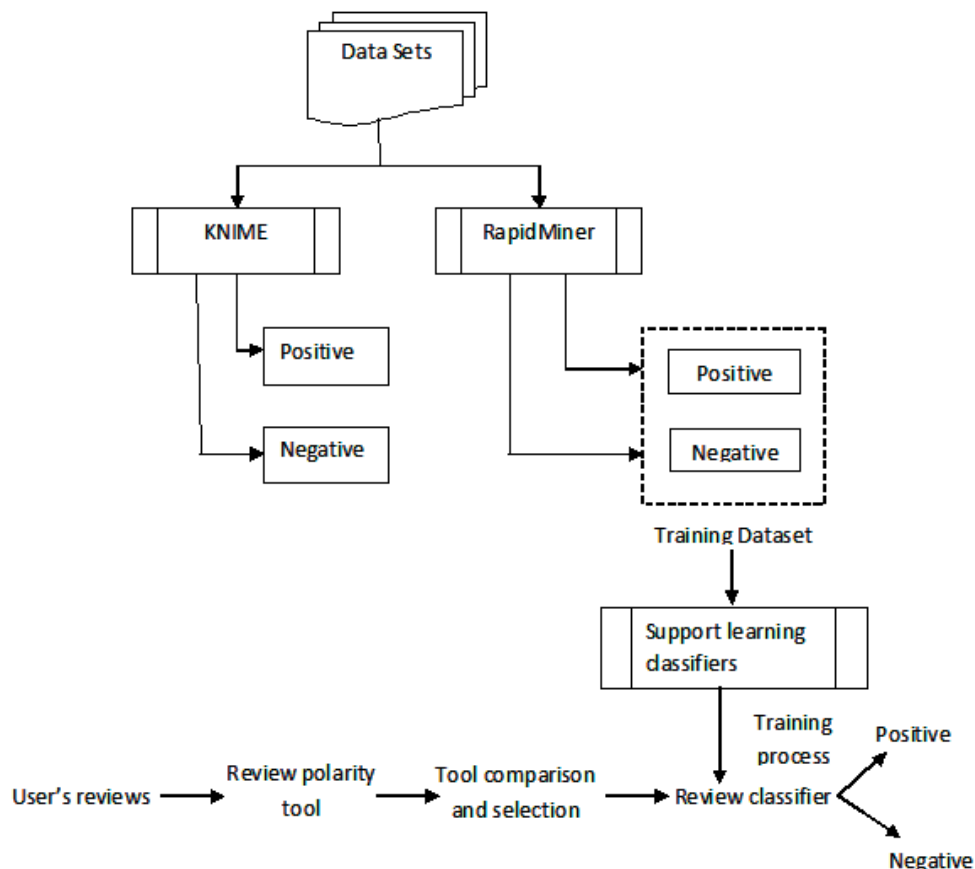 Data Sets
KNIME
RapidMiner
Positive
Negative
Positive
Negative
Training Dataset
Support learning
classifiers
Training
process
User's reviews
Review polarity
tool
Tool comparison
and selection
Review classifier
Positive
Negative